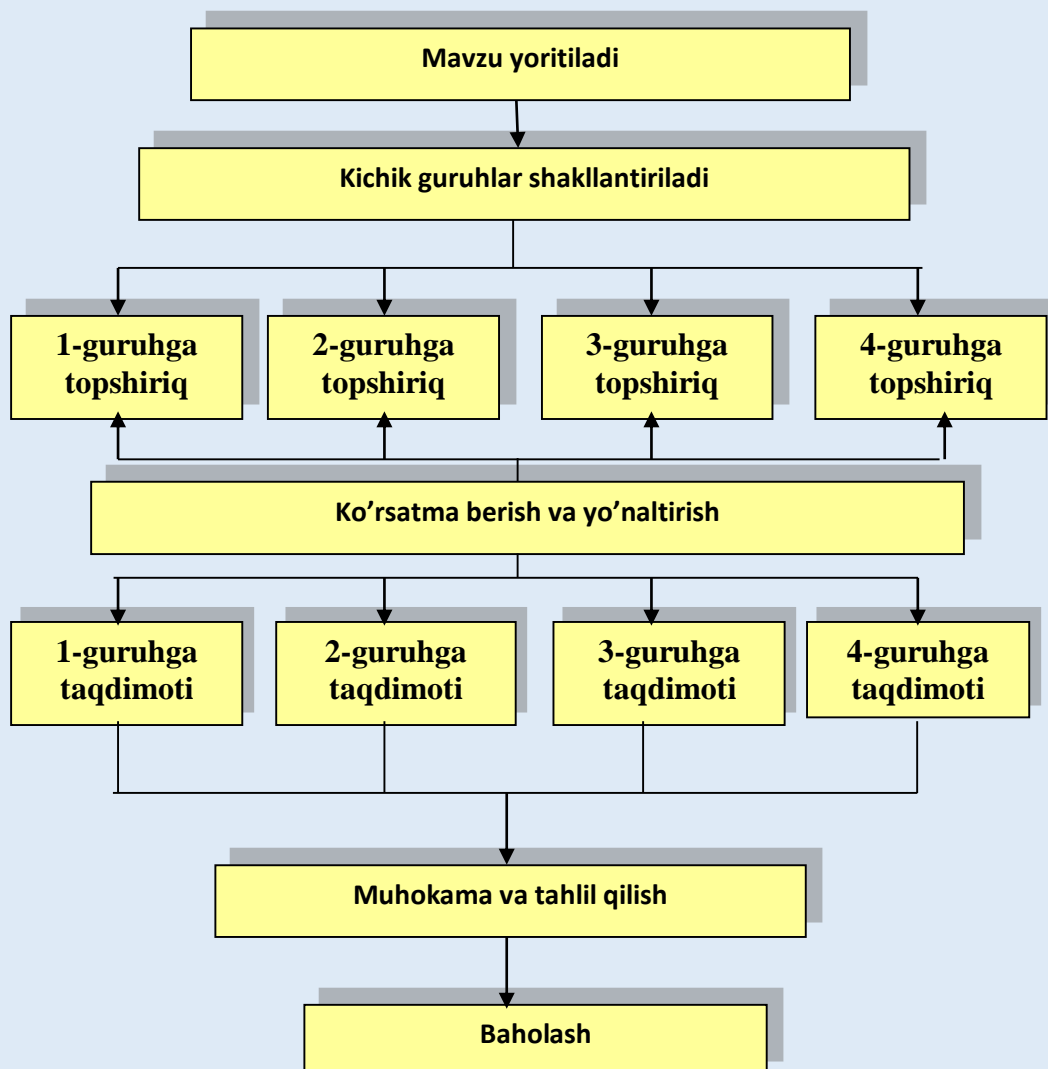 Mavzu yoritiladi
Kichik guruhlar shakllantiriladi
1-guruhga
topshiriq
2-guruhga
topshiriq
3-guruhga
topshiriq
4-guruhga
topshiriq
Ko’rsatma berish va yo’naltirish
1-guruhga
taqdimoti
2-guruhga
taqdimoti
3-guruhga
taqdimoti
4-guruhga
taqdimoti
Muhokama va tahlil qilish
Baholash